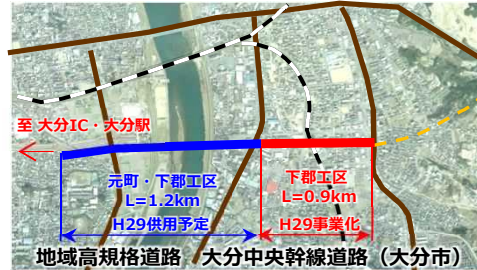 至 大分IC・大分駅
元町・下郡工区
L=1.2km
H29供用予定
下郡工区
L=0.9km
H29事業化
地域高規格道路 大分中央幹線道路（大分市）